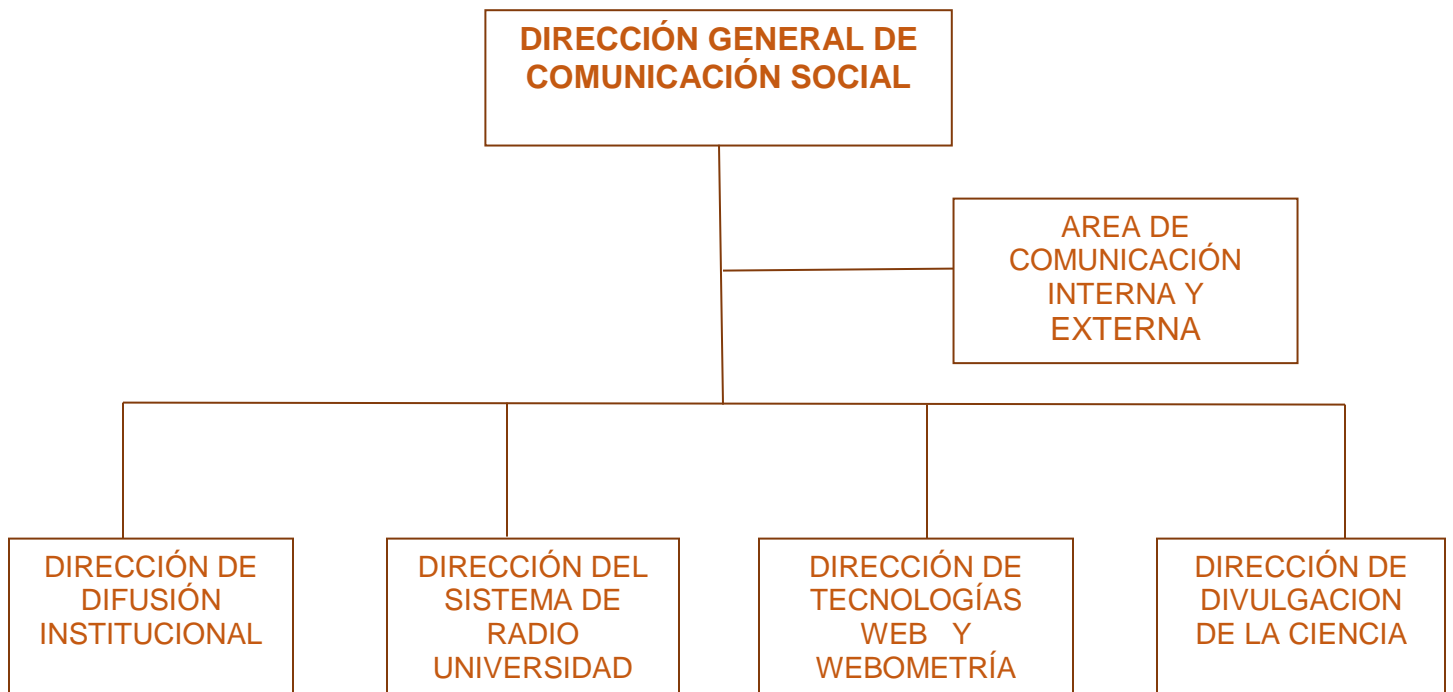 DIRECCIÓN GENERAL DE
COMUNICACIÓN SOCIAL
AREA DE
COMUNICACIÓN
INTERNA Y
EXTERNA
DIRECCIÓN DE
DIFUSIÓN
INSTITUCIONAL
DIRECCIÓN DEL
SISTEMA DE
RADIO
UNIVERSIDAD
DIRECCIÓN DE
TECNOLOGÍAS
WEB Y
WEBOMETRÍA
DIRECCIÓN DE
DIVULGACION
DE LA CIENCIA